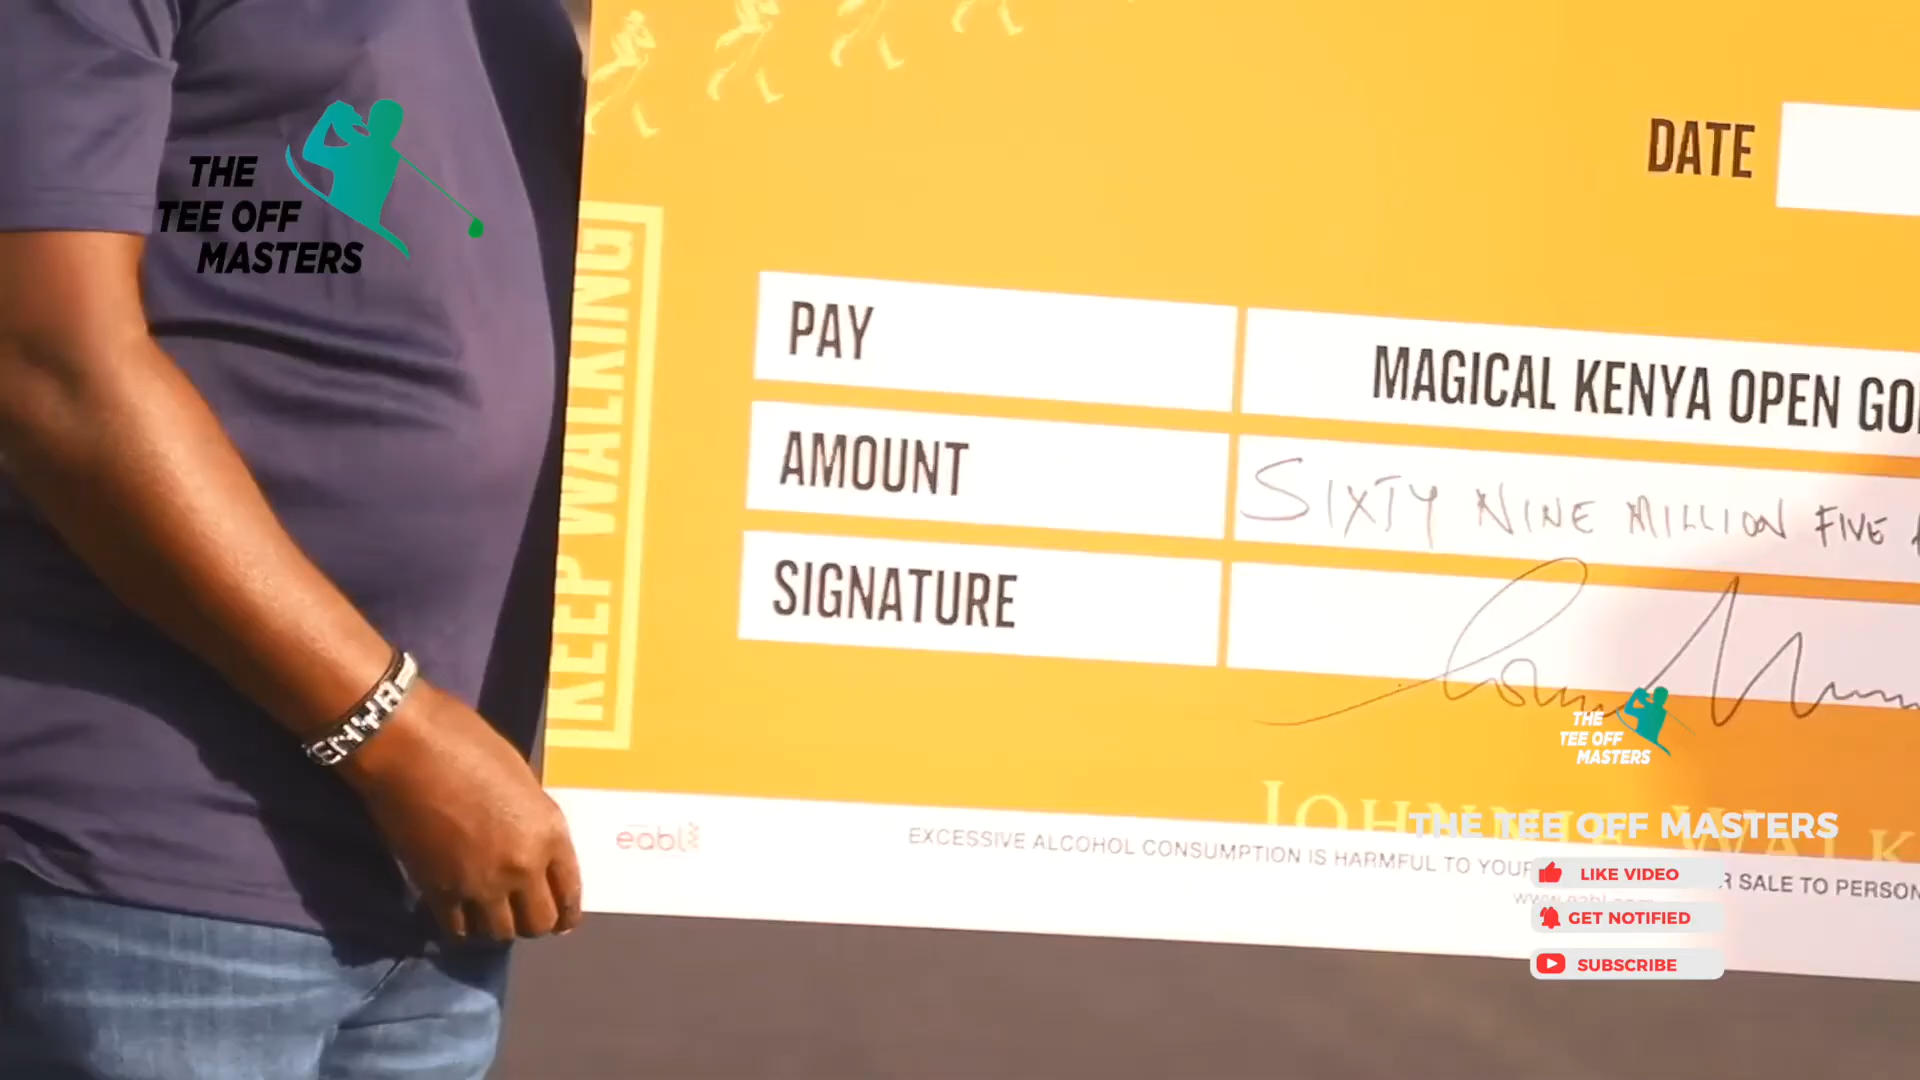 THE
TEE OFF
MASTERS
DATE
KEEP WALKING
PAY
MAGICAL KENYA OPEN
AMOUNT
SIXTY NINE MILLION FIVE
SIGNATURE
THE
TEE OFF
MASTERS
JOHNNIE WALK
THE TEE OFF MASTERS
eabl
EXCESSIVE ALCOHOL CONSUMPTION IS HARMFUL TO YOUR
SALE TO PERSON
LIKE VIDEO
GET NOTIFIED
SUBSCRIBE